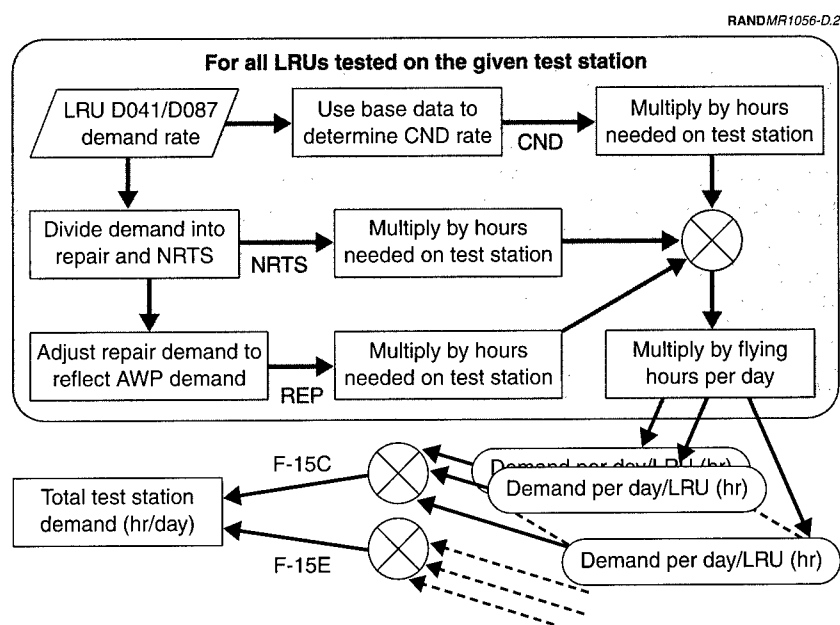 RANDMR1056-D.2
For all LRUs tested on the given test station
LRU D041/D087
demand rate
Use base data to
determine CND rate
CND
Multiply by hours
needed on test station
Divide demand into
repair and NRTS
NRTS
Multiply by hours
needed on test station
Adjust repair demand to
reflect AWP demand
REP
Multiply by hours
needed on test station
Multiply by flying
hours per day
F-15C
Demand per day/LRU (hr)
Demand per day/LRU (hr)
Total test station
demand (hr/day)
F-15E
Demand per day/LRU (hr)